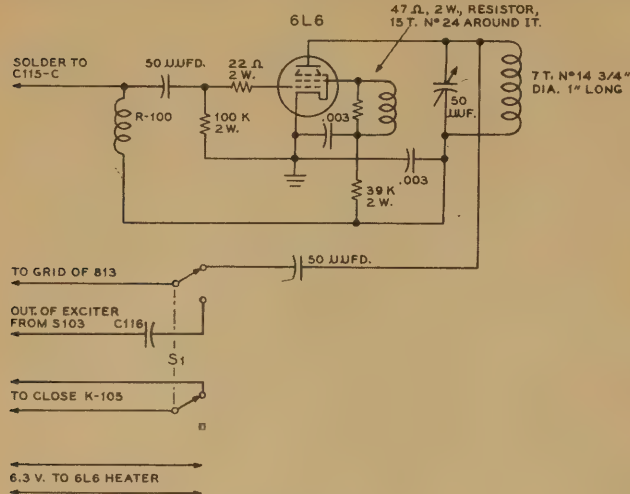 47 Ω, 2 W., RESISTOR,
15 T. Nº 24 AROUND IT.
6L6
SOLDER TO
C115-C
50 UUFD.
22 Ω
2 W.
7 T. Nº14 3/4"
DIA. 1" LONG
R-100
100 K
2 W.
.003
50
UUF.
.003
39 K
2 W.
TO GRID OF 813
50 UUFD.
OUT. OF EXCITER
FROM S103 C116
S1
TO CLOSE K-105
6.3 V. TO 6L6 HEATER